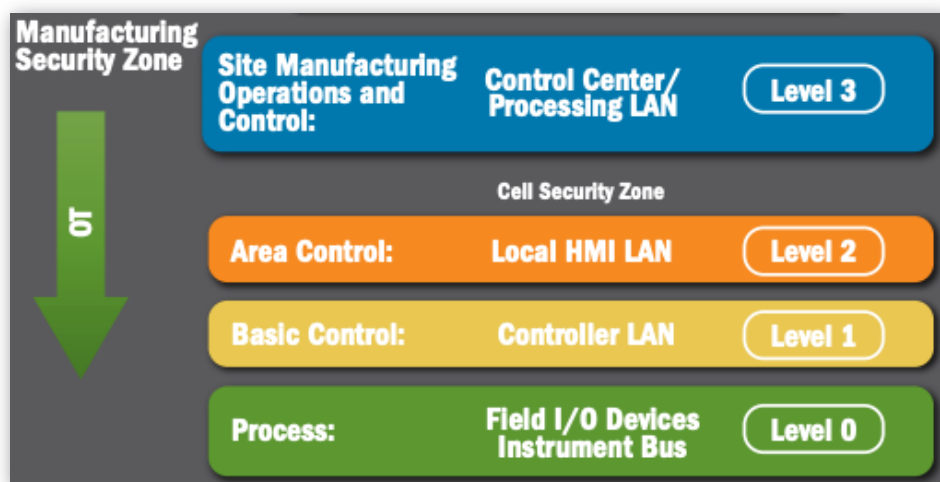 Manufacturing
Security Zone
Site Manufacturing
Operations and
Control:
Control Center/
Processing LAN
Level 3
Cell Security Zone
OT
Area Control:
Local HMI LAN
Level 2
Basic Control:
Controller LAN
Level 1
Process:
Field I/O Devices
Instrument Bus
Level 0